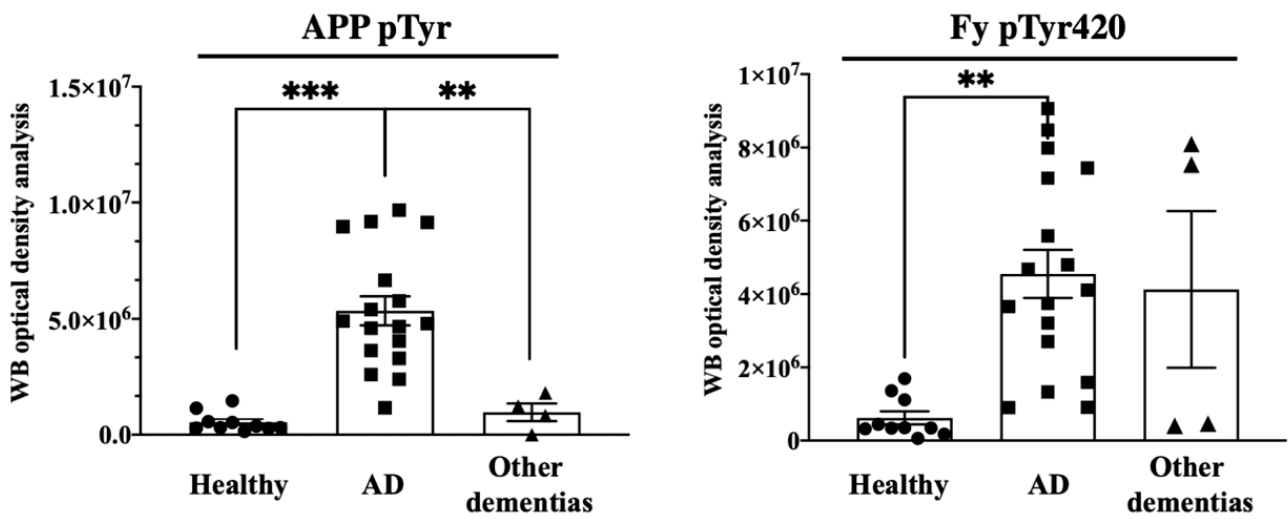 APP pTyr
WB optical density analysis
1.5×10⁷
1.0×10⁷
5.0×10⁶
0.0
***
**
Healthy
AD
Other
dementias
Fy pTyr420
WB optical density analysis
1×10⁷
8×10⁶
6×10⁶
4×10⁶
2×10⁶
0
**
Healthy
AD
Other
dementias